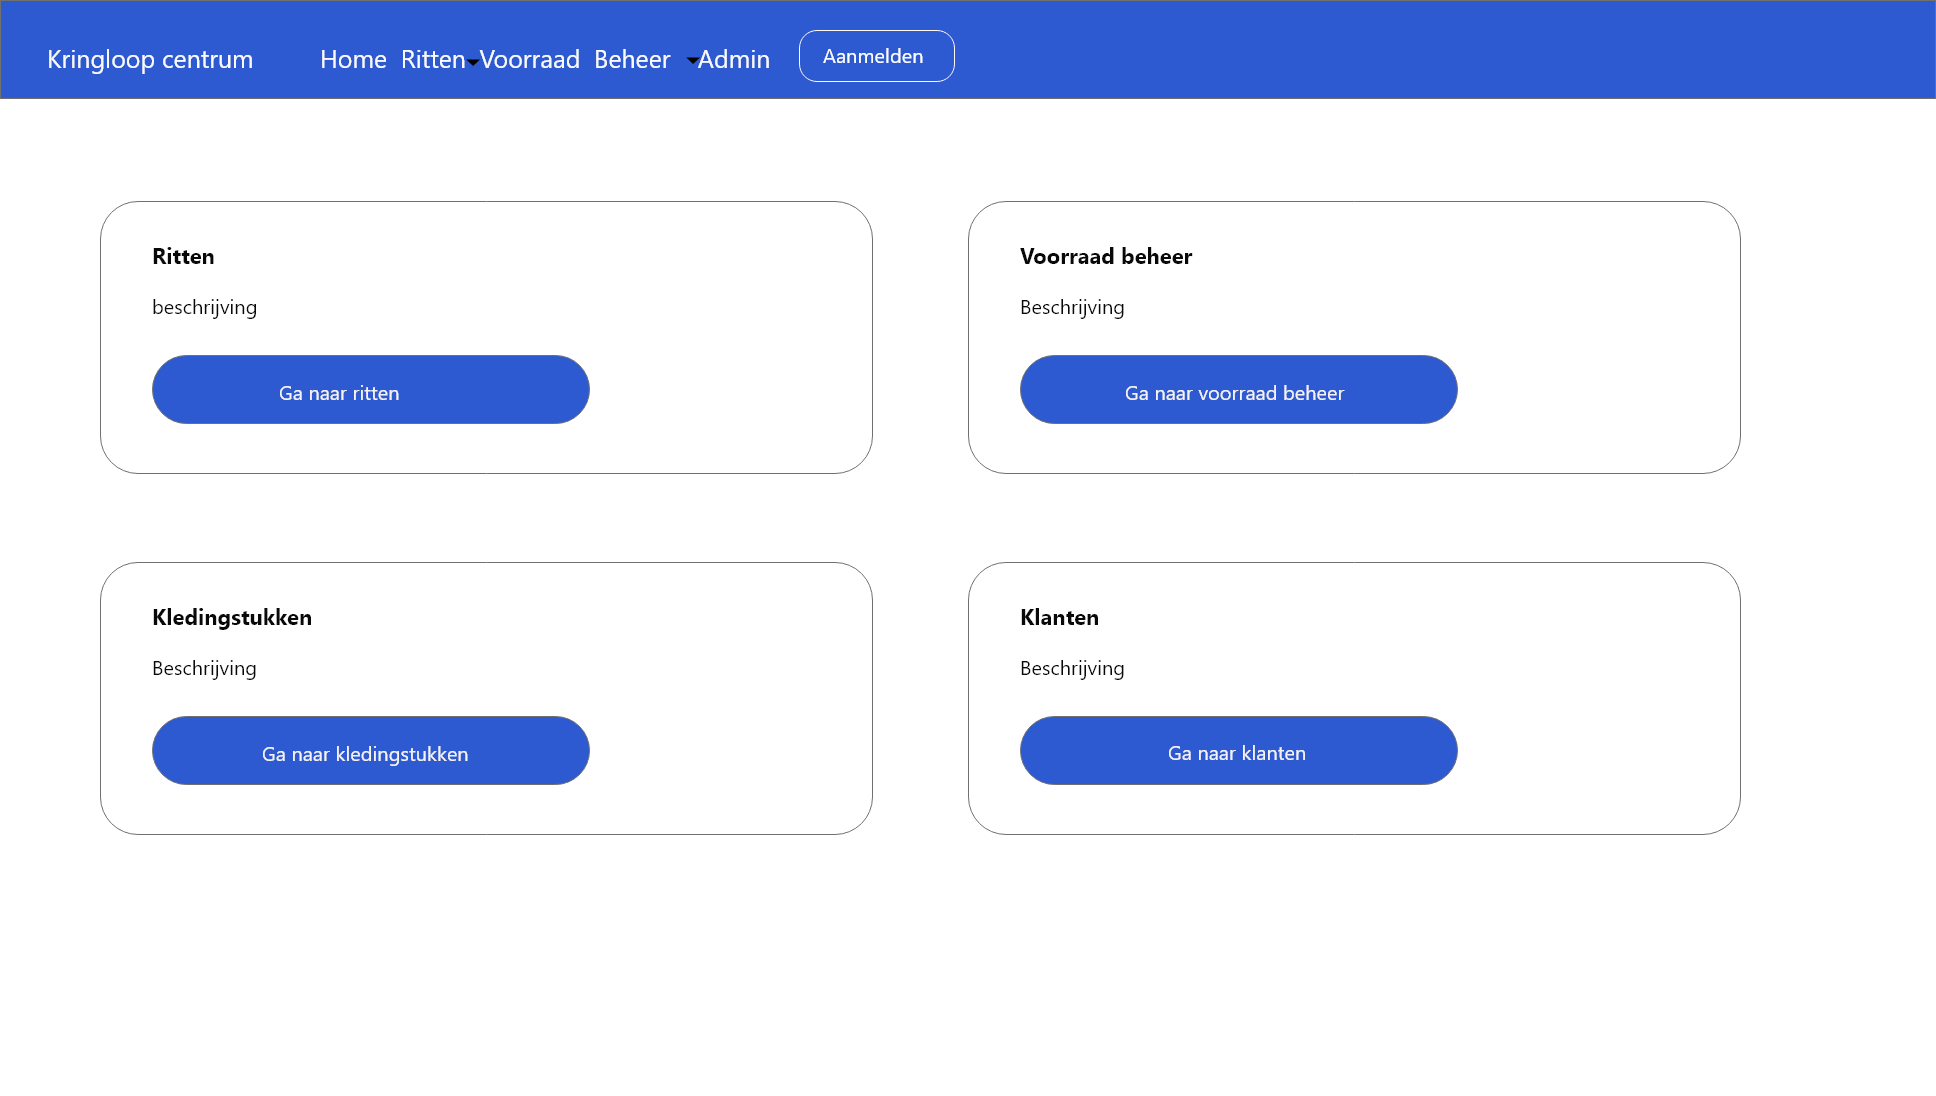 Kringloop centrum Home Ritten Voorraad Beheer Admin Aanmelden
Ritten
beschrijving
Ga naar ritten
Voorraad beheer
Beschrijving
Ga naar voorraad beheer
Kledingstukken
Beschrijving
Ga naar kledingstukken
Klanten
Beschrijving
Ga naar klanten